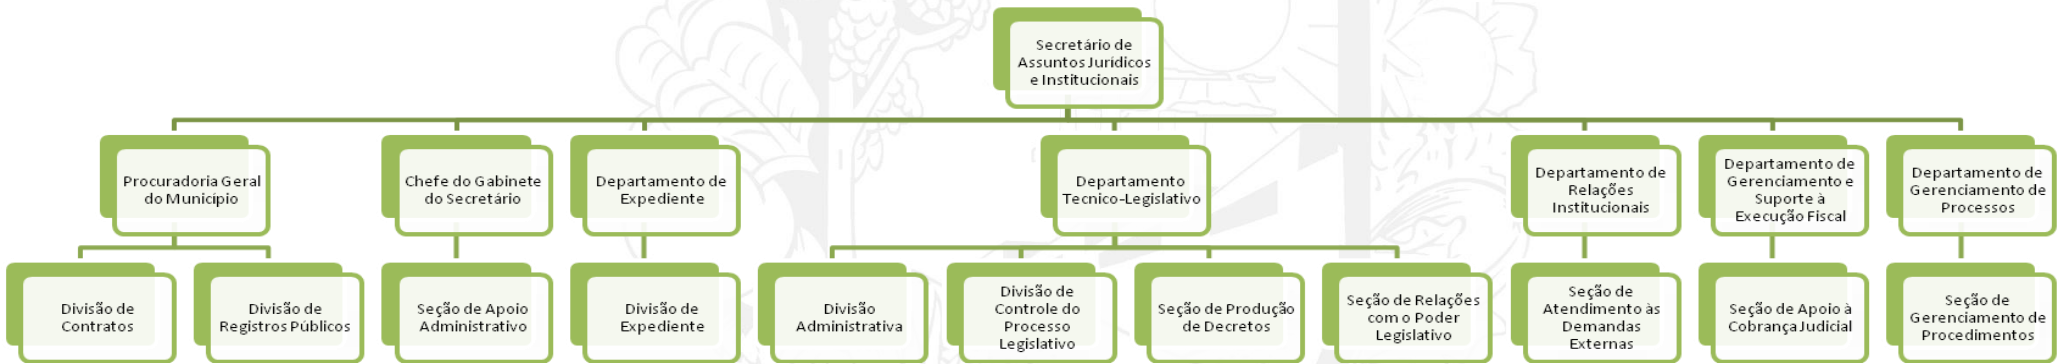 Secretário de
Assuntos Jurídicos
e Institucionais
Procuradoria Geral
do Município
Chefe do Gabinete
do Secretário
Departamento de
Expediente
Departamento
Tecnico-Legislativo
Departamento de
Relações
Institucionais
Departamento de
Gerenciamento e
Suporte à
Execução Fiscal
Departamento de
Gerenciamento de
Processos
Divisão de
Contratos
Divisão de
Registros Públicos
Seção de Apoio
Administrativo
Divisão de
Expediente
Divisão
Administrativa
Divisão de
Controle do
Processo
Legislativo
Seção de Produção
de Decretos
Seção de Relações
com o Poder
Legislativo
Seção de
Atendimento às
Demandas
Externas
Seção de Apoio à
Cobrança Judicial
Seção de
Gerenciamento de
Procedimentos